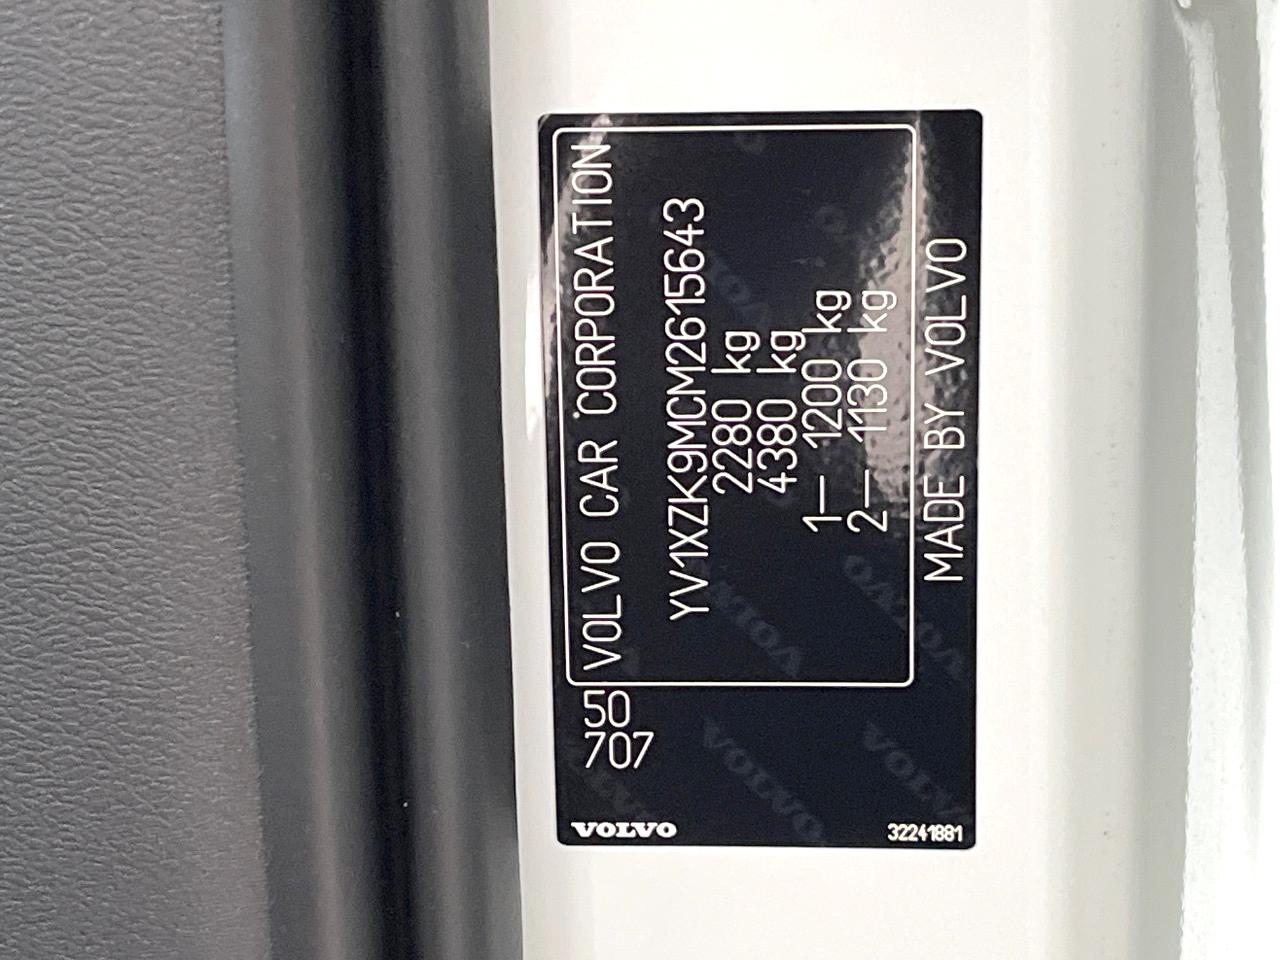 VOLVO CAR CORPORATION
YV1XZK9MCM2615643
2280 kg
4380 kg
1— 1200 kg
2— 1130 kg
MADE BY VOLVO
50
707
VOLVO
32241881